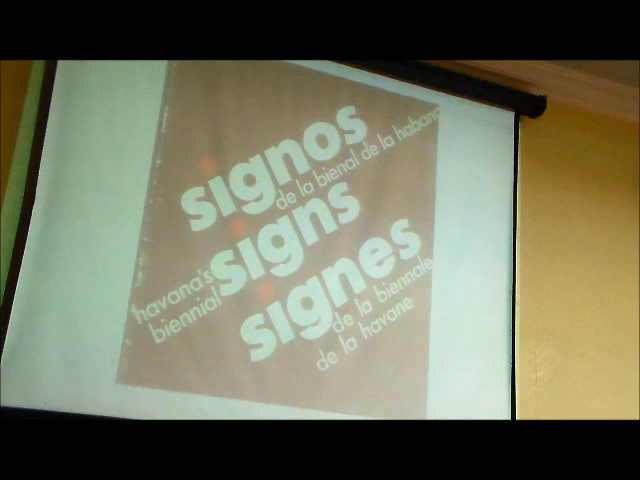 signos
de la bienal de la habana
havana's
biennial
signs
signes
de la biennale
de la havane